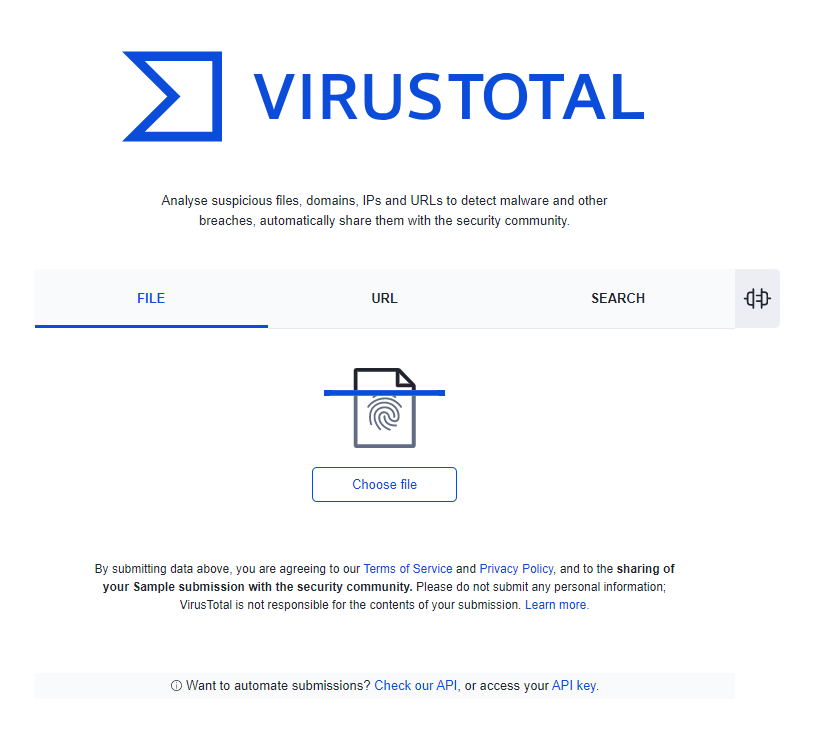 VIRUSTOTAL
Analyse suspicious files, domains, IPs and URLs to detect malware and other
breaches, automatically share them with the security community.
FILE
URL
SEARCH
Choose file
By submitting data above, you are agreeing to our Terms of Service and Privacy Policy, and to the sharing of
your Sample submission with the security community. Please do not submit any personal information;
VirusTotal is not responsible for the contents of your submission. Learn more.
Want to automate submissions? Check our API, or access your API key.